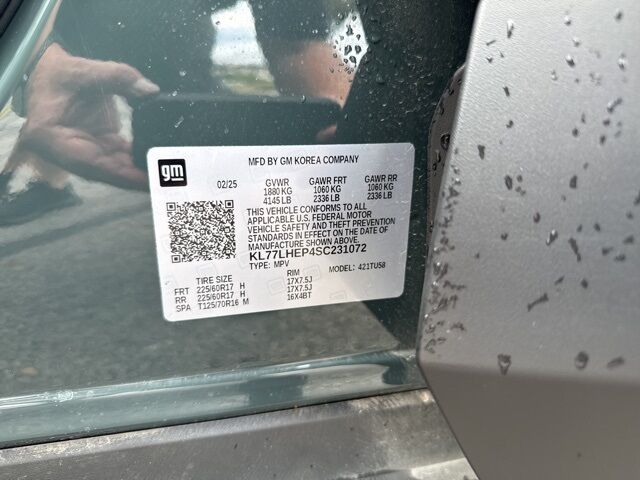 gm
MFD BY GM KOREA COMPANY
02/25 GVWR GAWR FRT GAWR RR
1880 KG 1060 KG 1060 KG
4145 LB 2336 LB 2336 LB
THIS VEHICLE CONFORMS TO ALL
APPLICABLE U.S. FEDERAL MOTOR
VEHICLE SAFETY AND THEFT PREVENTION
STANDARDS IN EFFECT ON THE DATE OF
MANUFACTURE SHOWN ABOVE.
KL77LHEP4SC231072
TYPE: MPV MODEL: 421TU58
TIRE SIZE RIM
FRT 225/60R17 H 17X7.5J
RR 225/60R17 H 17X7.5J
SPA T125/70R16 M 16X4BT